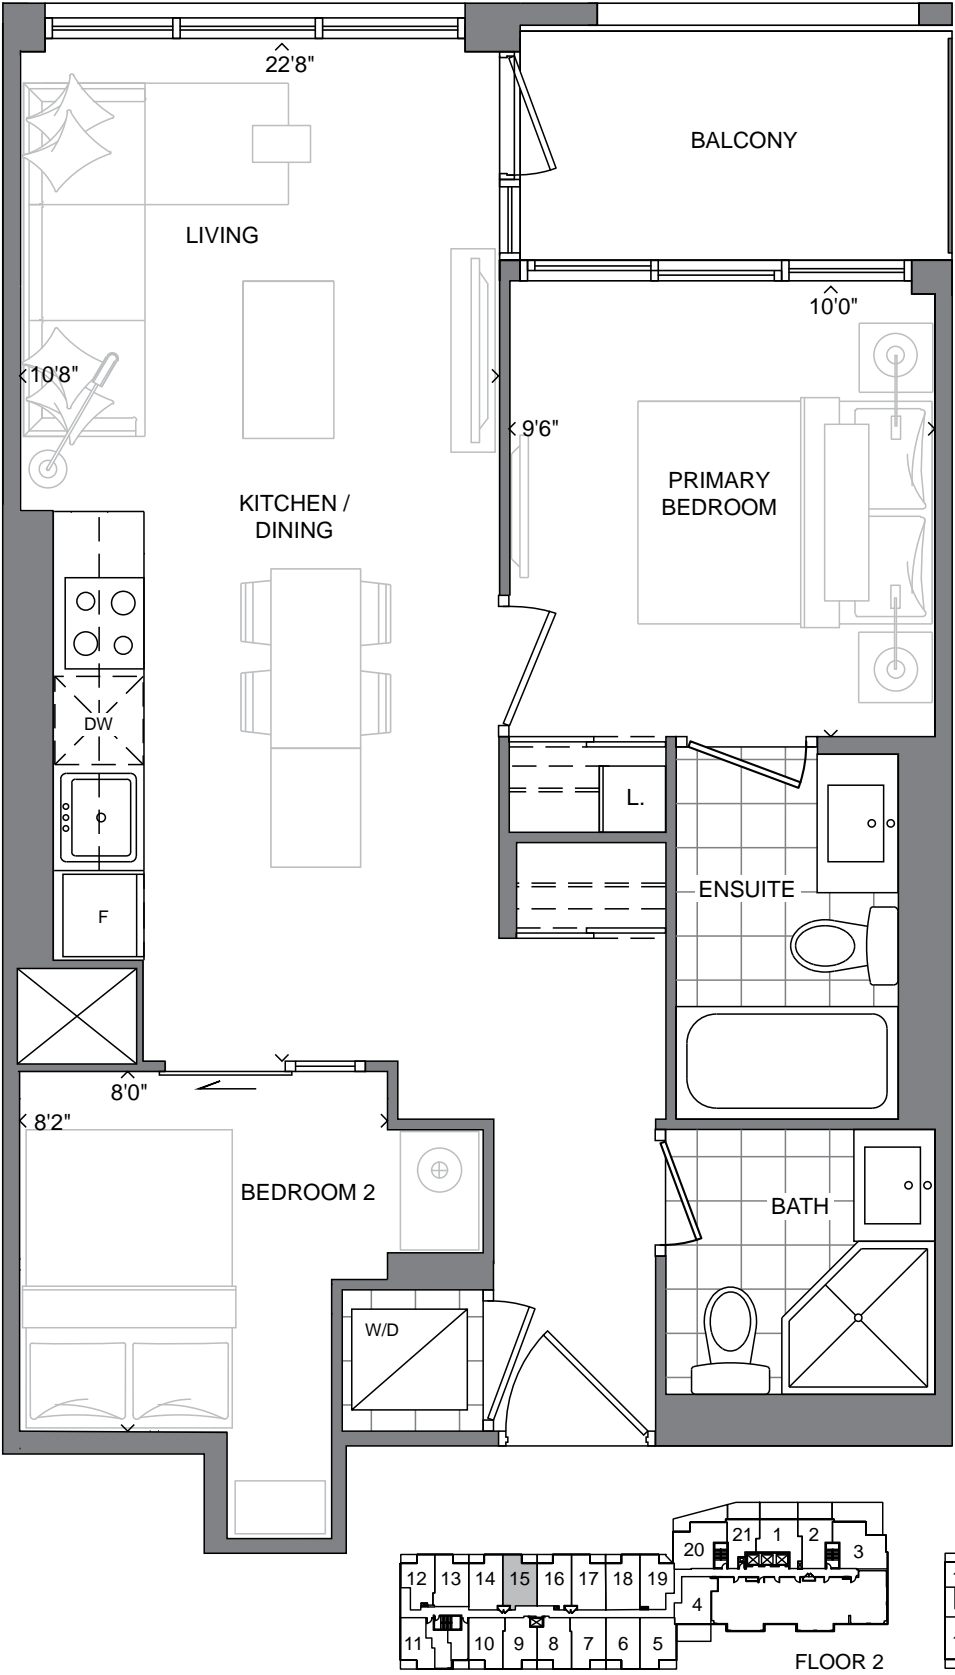 22'8"
BALCONY
LIVING
10'0"
10'8"
9'6"
PRIMARY
BEDROOM
KITCHEN /
DINING
DW
L.
ENSUITE
F
8'0"
8'2"
BEDROOM 2
BATH
W/D
20 21 1 2 3
12 13 14 15 16 17 18 19
4
11 10 9 8 7 6 5
FLOOR 2